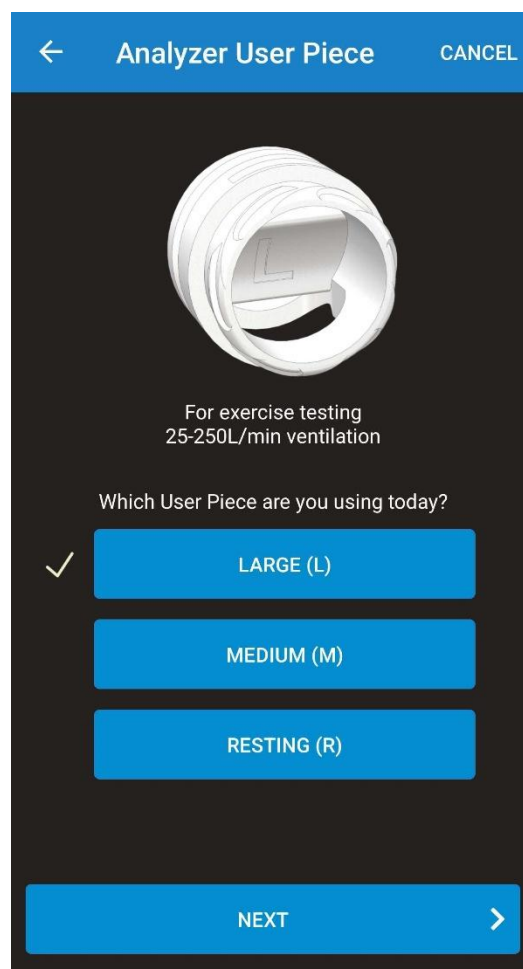 Analyzer User Piece
CANCEL
L
For exercise testing
25-250L/min ventilation
Which User Piece are you using today?
LARGE (L)
MEDIUM (M)
RESTING (R)
NEXT